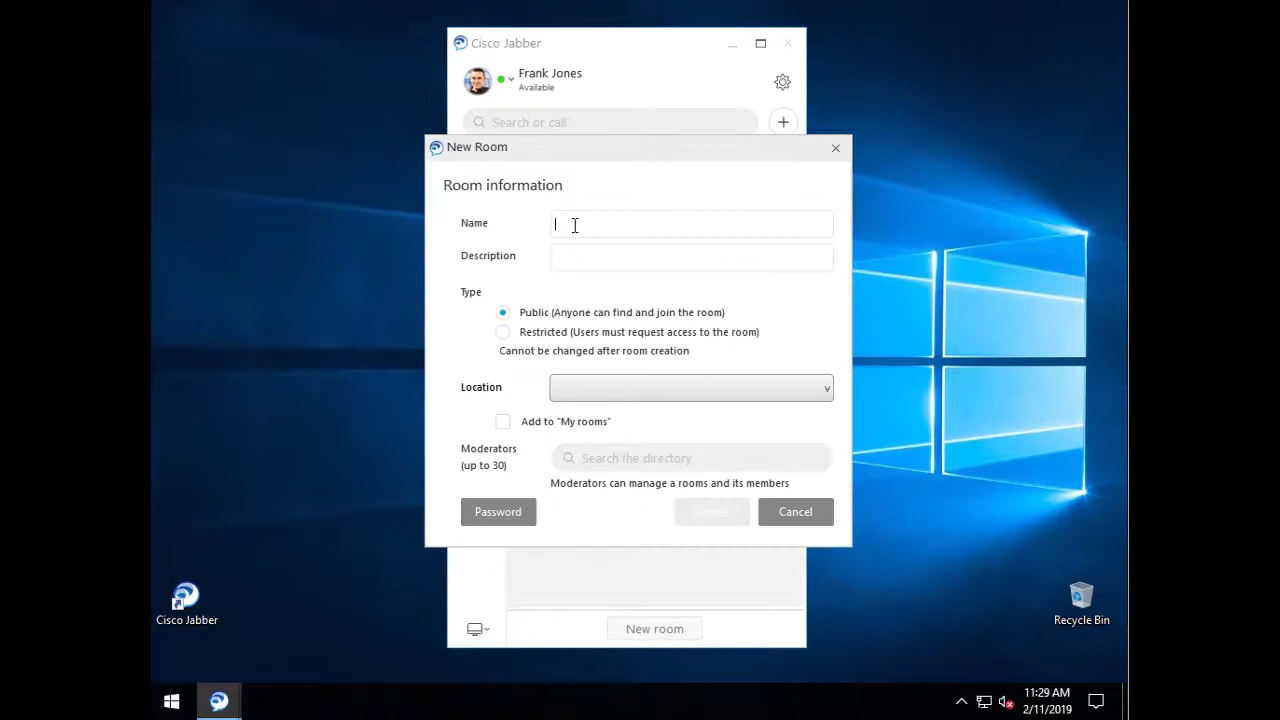 Cisco Jabber
Frank Jones
Available
Search or call
New Room
Room information
Name
Description
Type
Public (Anyone can find and join the room)
Restricted (Users must request access to the room)
Cannot be changed after room creation
Location
Add to "My rooms"
Moderators
(up to 30)
Search the directory
Moderators can manage a rooms and its members
Password
Cancel
New room
Cisco Jabber
Recycle Bin
11:29 AM
2/11/2019